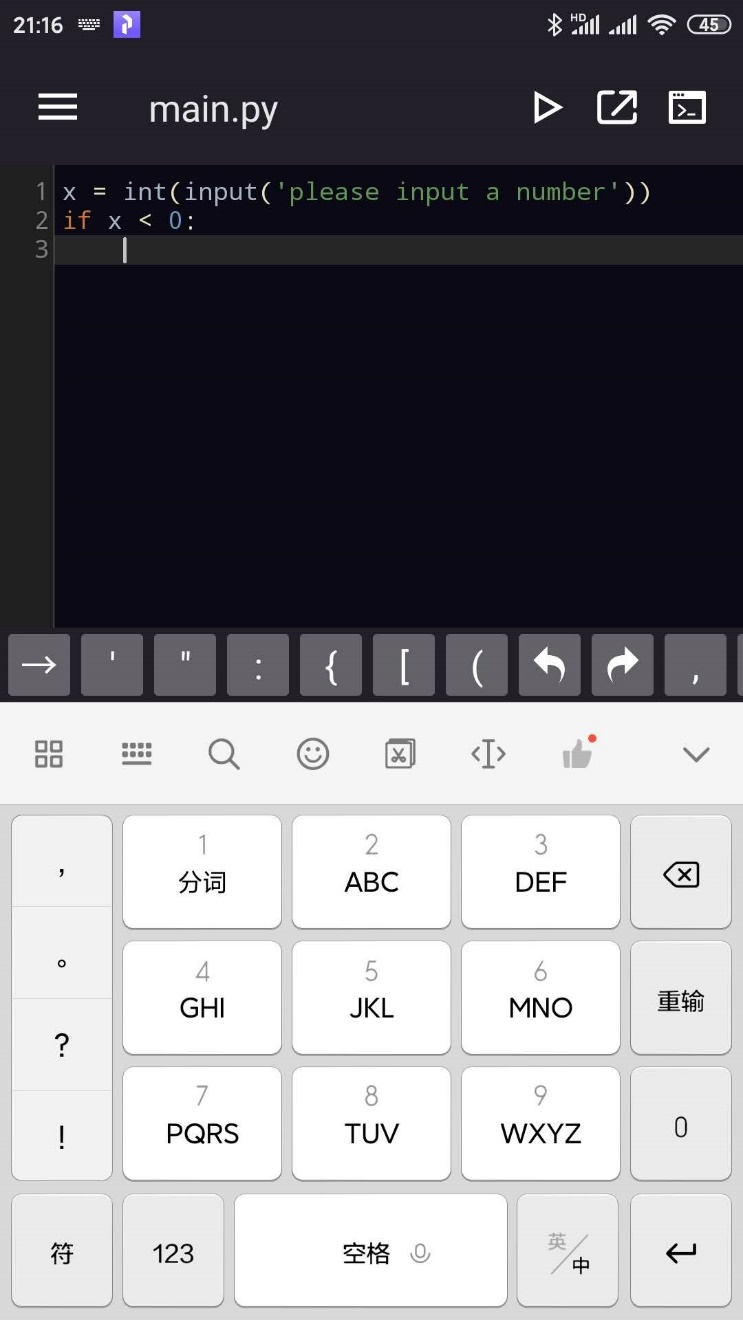 21:16 HD 45
main.py
1 x = int(input('please input a number'))
2 if x < 0:
3
→ ' " : { [ ( ,
, 1 2 3
分词 ABC DEF
。 4 5 6
GHI JKL MNO 重输
? 7 8 9
! PQRS TUV WXYZ 0
符 123 空格 英/中